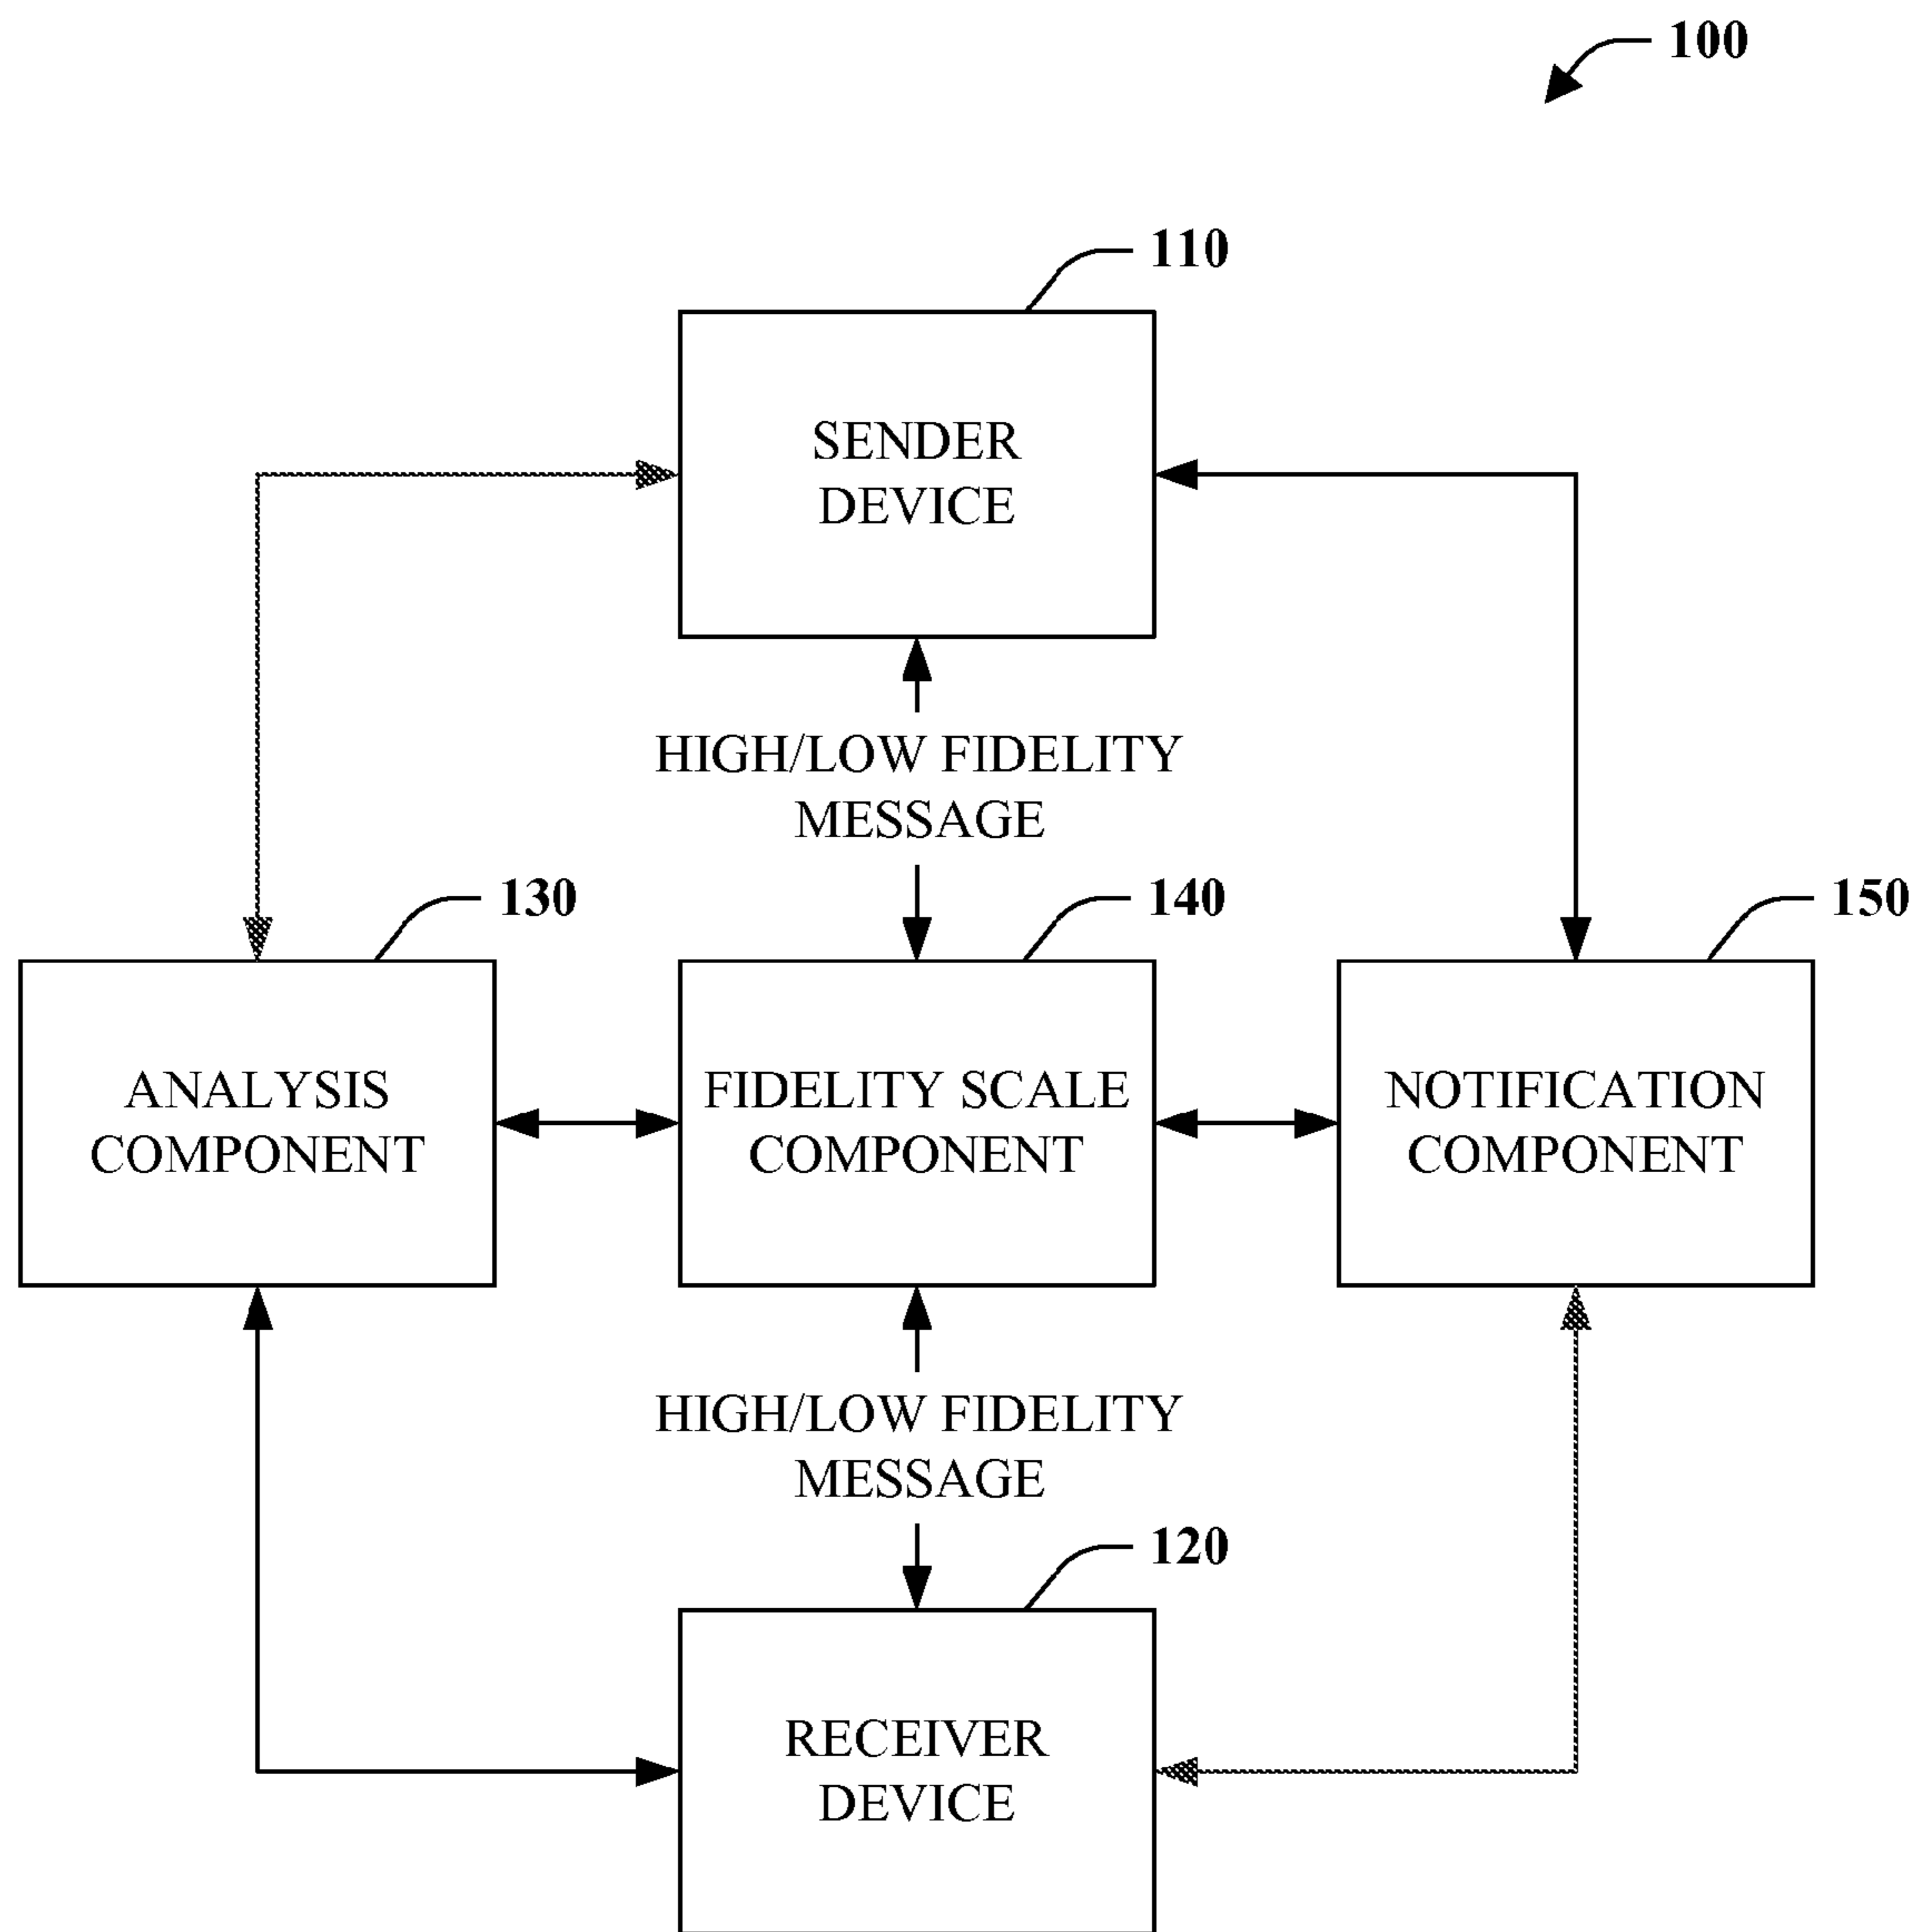 100
110
SENDER
DEVICE
HIGH/LOW FIDELITY
MESSAGE
130
140
150
ANALYSIS
COMPONENT
FIDELITY SCALE
COMPONENT
NOTIFICATION
COMPONENT
HIGH/LOW FIDELITY
MESSAGE
120
RECEIVER
DEVICE